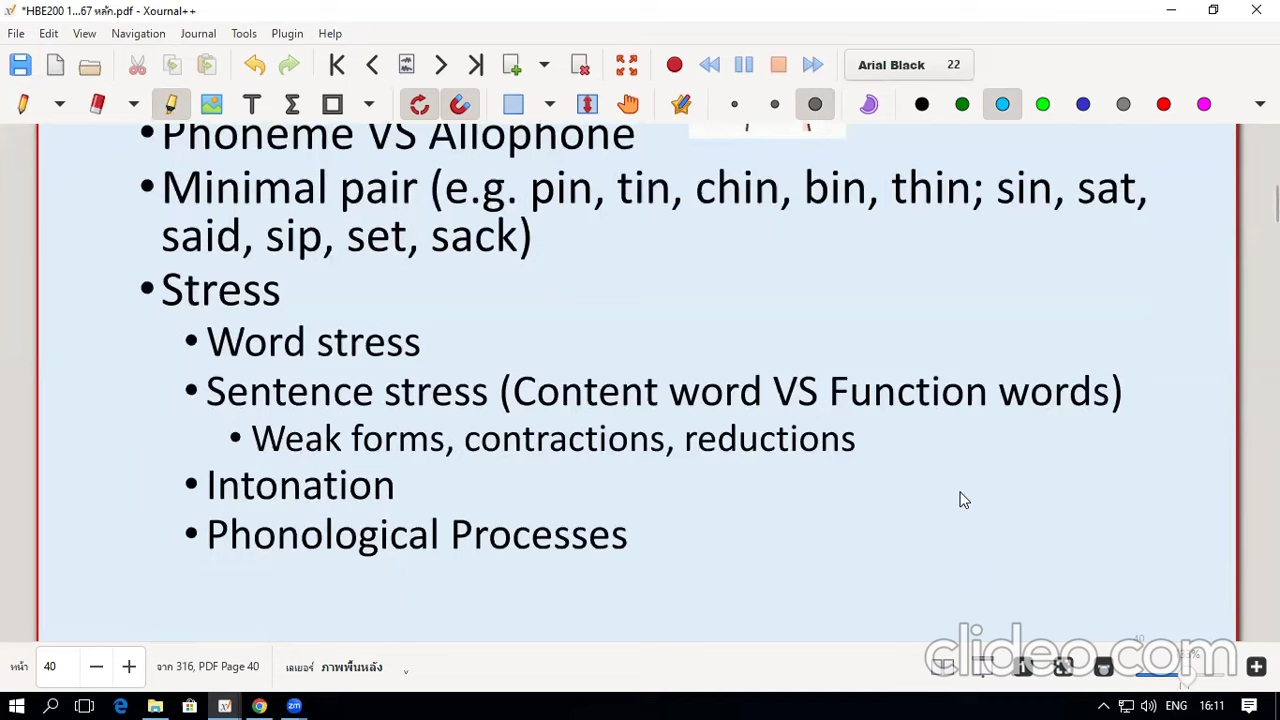 *HBE200 1...67 หลัก.pdf - Xournal++
File Edit View Navigation Journal Tools Plugin Help
Arial Black 22
•Phoneme VS Allophone
•Minimal pair (e.g. pin, tin, chin, bin, thin; sin, sat,
said, sip, set, sack)
•Stress
•Word stress
•Sentence stress (Content word VS Function words)
•Weak forms, contractions, reductions
•Intonation
•Phonological Processes
clideo.com
หน้า 40 จาก 316, PDF Page 40 เลเยอร์ ภาพพื้นหลัง
ENG 16:11